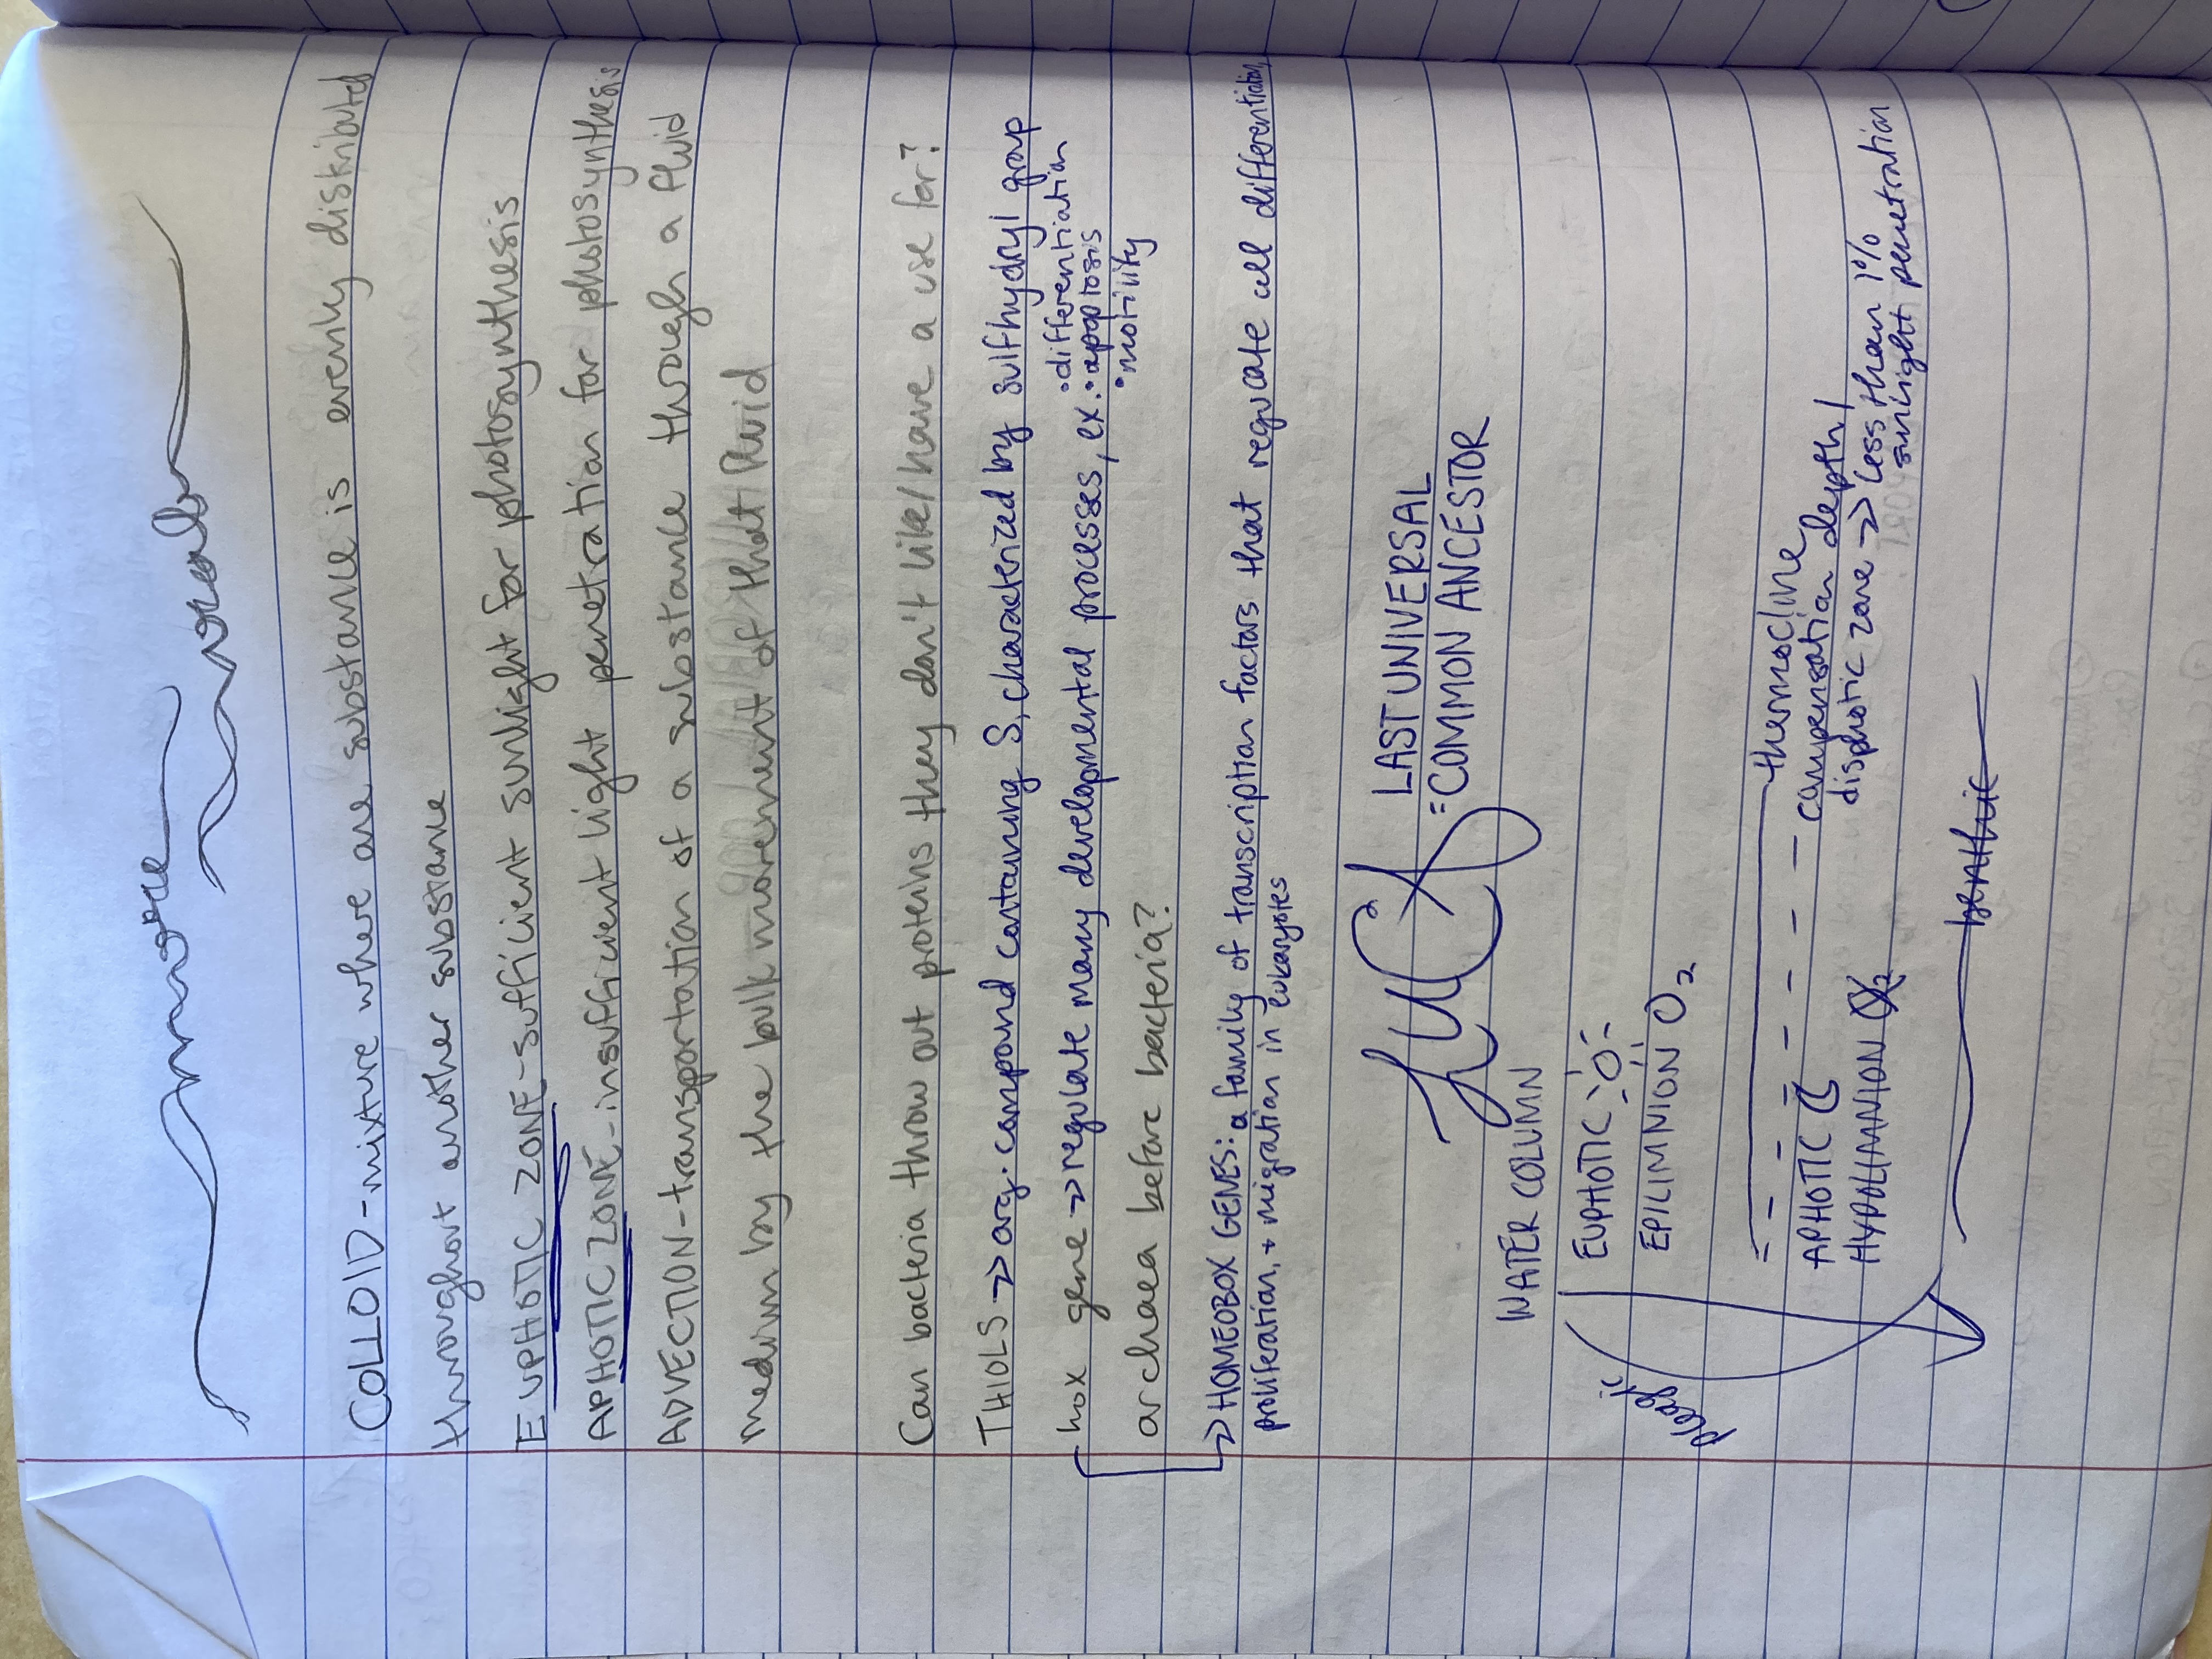 more
vocab
COLLOID-mixture where one substance is evenly distributed
throughout another substance
EUPHOTIC ZONE-sufficient sunlight for photosynthesis
APHOTIC ZONE-insufficient light penetration for photosynthesis
ADVECTION-transportation of a substance through a fluid
medium by the bulk movement of that fluid
Can bacteria throw out proteins they don't like/have a use for?
THIOLS → org. compound containing S, characterized by sulfhydryl group
hox gene → regulate many developmental processes, ex. • differentiation
• apoptosis
• motility
archaea before bacteria?
→ HOMEOBOX GENES: a family of transcription factors that regulate cell differentiation,
proliferation, + migration in eukaryotes
LUCA = LAST UNIVERSAL
COMMON ANCESTOR
WATER COLUMN
pleagic
EUPHOTIC
EPILIMNION O2
thermocline
APHOTIC
compensation depth/
disphotic zone → less than 1%
sunlight penetration
HYPOLIMNION O2
benthic